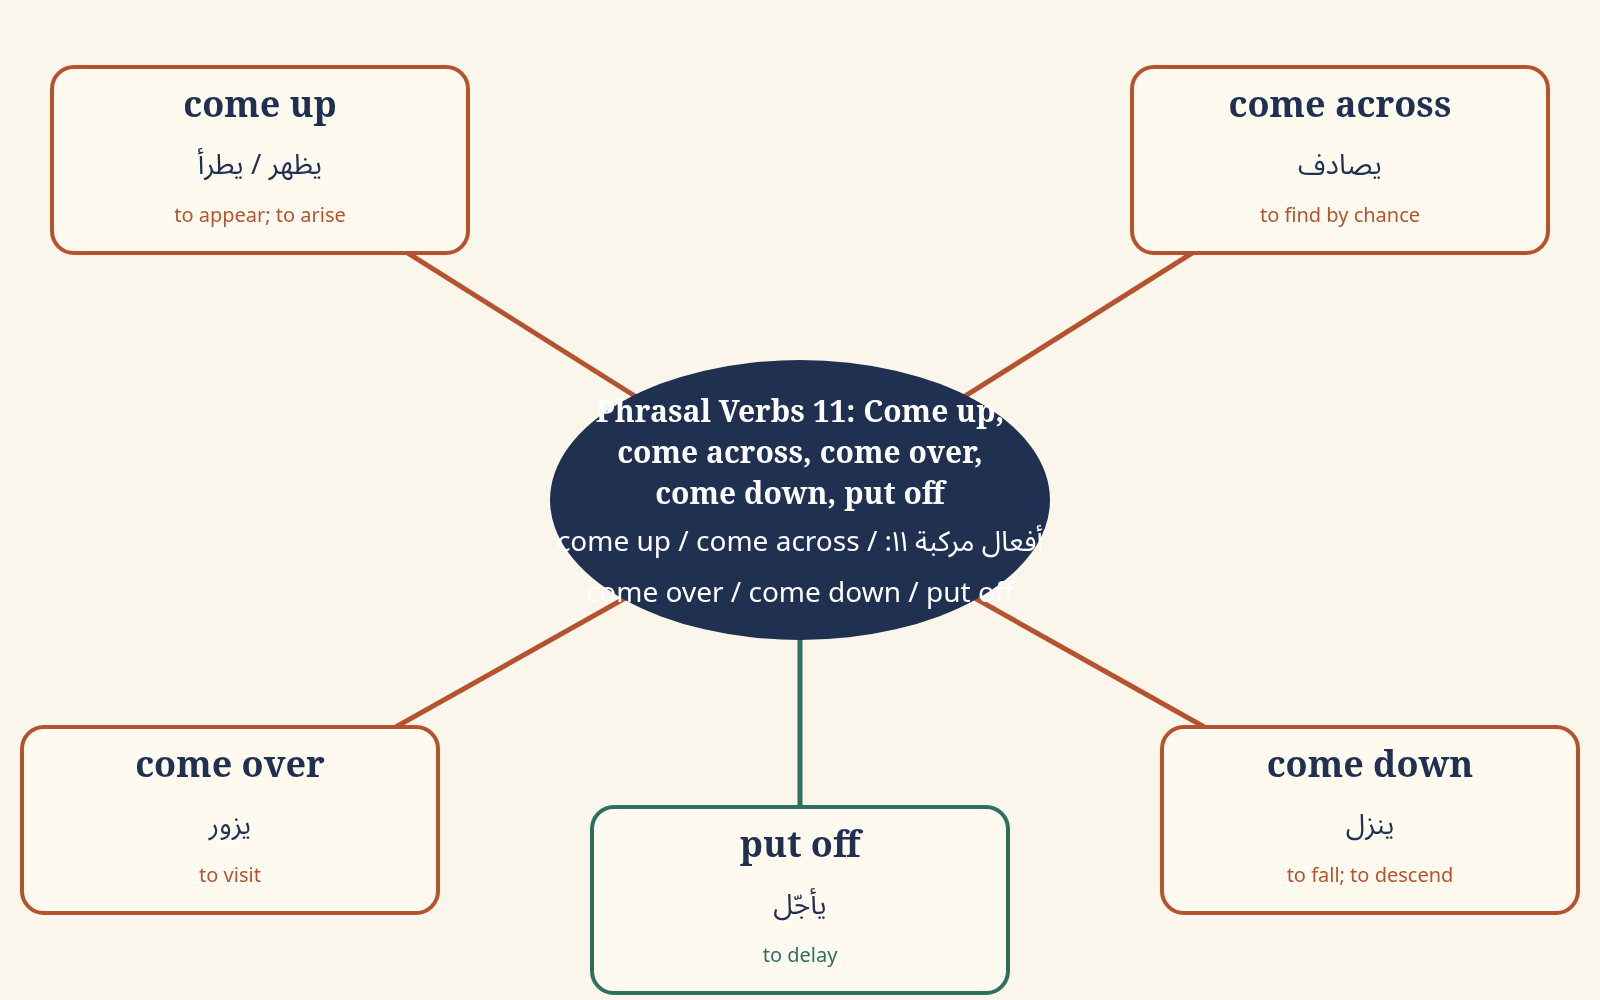 come up
يظهر / يطرأ
to appear; to arise
come across
يصادف
to find by chance
Phrasal Verbs 11: Come up,
come across, come over,
come down, put off
أفعال مركبة ١١: come up / come across /
come over / come down / put off
come over
يزور
to visit
come down
ينزل
to fall; to descend
put off
يأجّل
to delay